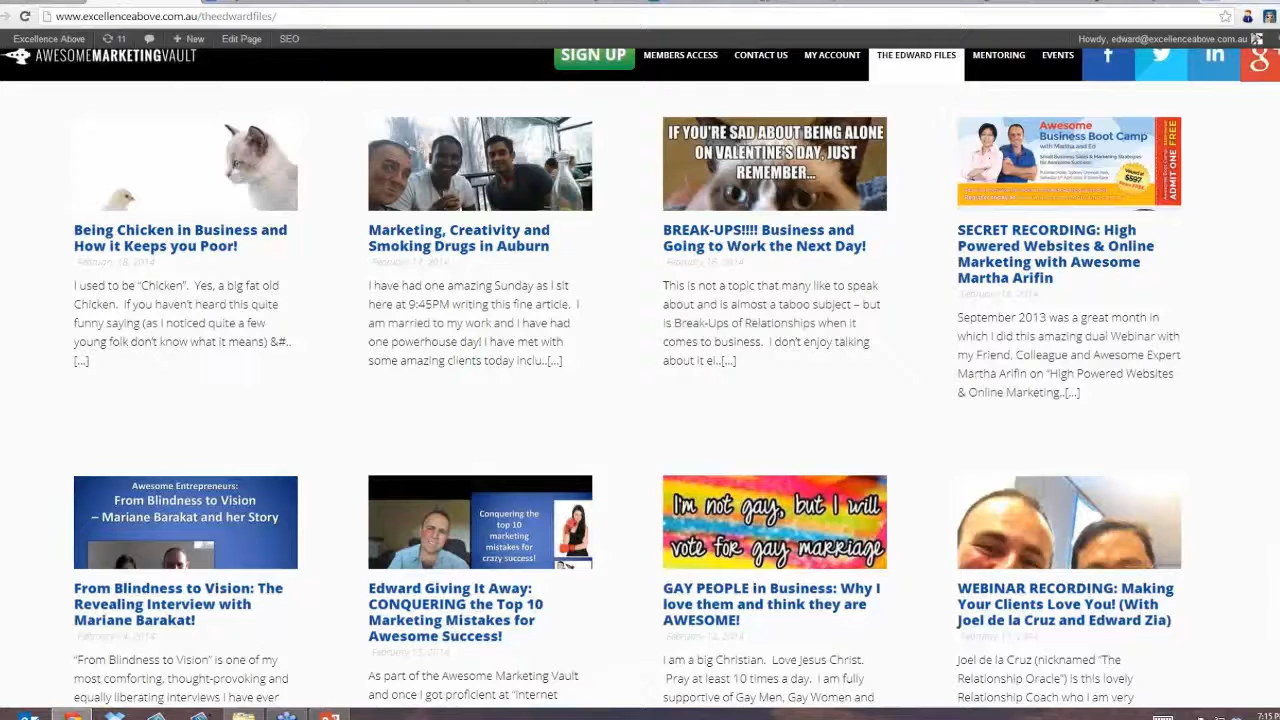 www.excellenceabove.com.au/theedwardfiles/
Excellence Above 11 + New Edit Page SEO Howdy, edward@excellenceabove.com.au
AWESOMEMARKETINGVAULT SIGN UP MEMBERS ACCESS CONTACT US MY ACCOUNT THE EDWARD FILES MENTORING EVENTS
IF YOU'RE SAD ABOUT BEING ALONE
ON VALENTINE'S DAY, JUST
REMEMBER...
Awesome
Business Boot Camp
with Martha and Ed
ADMIT ONE FREE
$597
Being Chicken in Business and
How it Keeps you Poor!
February 18, 2014
I used to be "Chicken". Yes, a big fat old
Chicken. If you haven't heard this quite
funny saying (as I noticed quite a few
young folk don't know what it means) &#..
[...]
Marketing, Creativity and
Smoking Drugs in Auburn
February 17, 2014
I have had one amazing Sunday as I sit
here at 9:45PM writing this fine article. I
am married to my work and I have had
one powerhouse day! I have met with
some amazing clients today inclu..[...]
BREAK-UPS!!!! Business and
Going to Work the Next Day!
This is not a topic that many like to speak
about and is almost a taboo subject – but
is Break-Ups of Relationships when it
comes to business. I don't enjoy talking
about it ei..[...]
SECRET RECORDING: High
Powered Websites & Online
Marketing with Awesome
Martha Arifin
September 2013 was a great month in
which I did this amazing dual Webinar with
my Friend, Colleague and Awesome Expert
Martha Arifin on "High Powered Websites
& Online Marketing..[...]
Awesome Entrepreneurs:
From Blindness to Vision
– Mariane Barakat and her Story
Conquering the
top 10
marketing
mistakes for
crazy success!
I'm not gay, but I will
vote for gay marriage
From Blindness to Vision: The
Revealing Interview with
Mariane Barakat!
"From Blindness to Vision" is one of my
most comforting, thought-provoking and
equally liberating interviews I have ever
Edward Giving It Away:
CONQUERING the Top 10
Marketing Mistakes for
Awesome Success!
As part of the Awesome Marketing Vault
and once I got proficient at "Internet
GAY PEOPLE in Business: Why I
love them and think they are
AWESOME!
I am a big Christian. Love Jesus Christ.
Pray at least 10 times a day. I am fully
supportive of Gay Men, Gay Women and
WEBINAR RECORDING: Making
Your Clients Love You! (With
Joel de la Cruz and Edward Zia)
Joel de la Cruz (nicknamed "The
Relationship Oracle") is this lovely
Relationship Coach who I am very
7:15 P